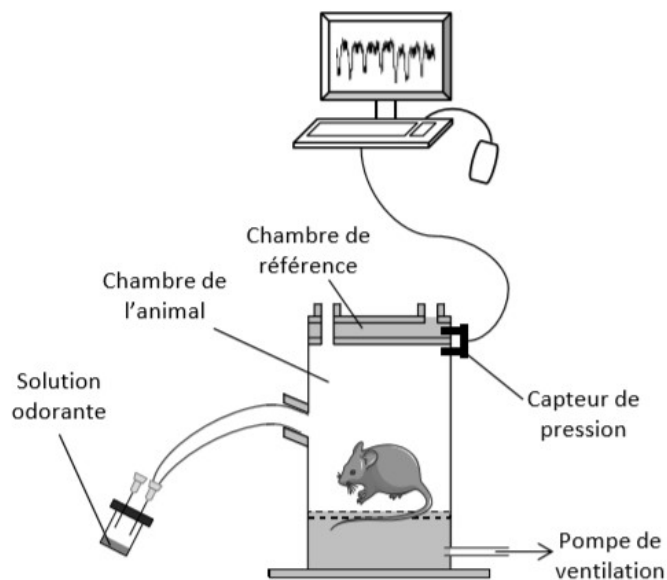 Chambre de
référence
Chambre de
l'animal
Solution
odorante
Capteur de
pression
Pompe de
ventilation